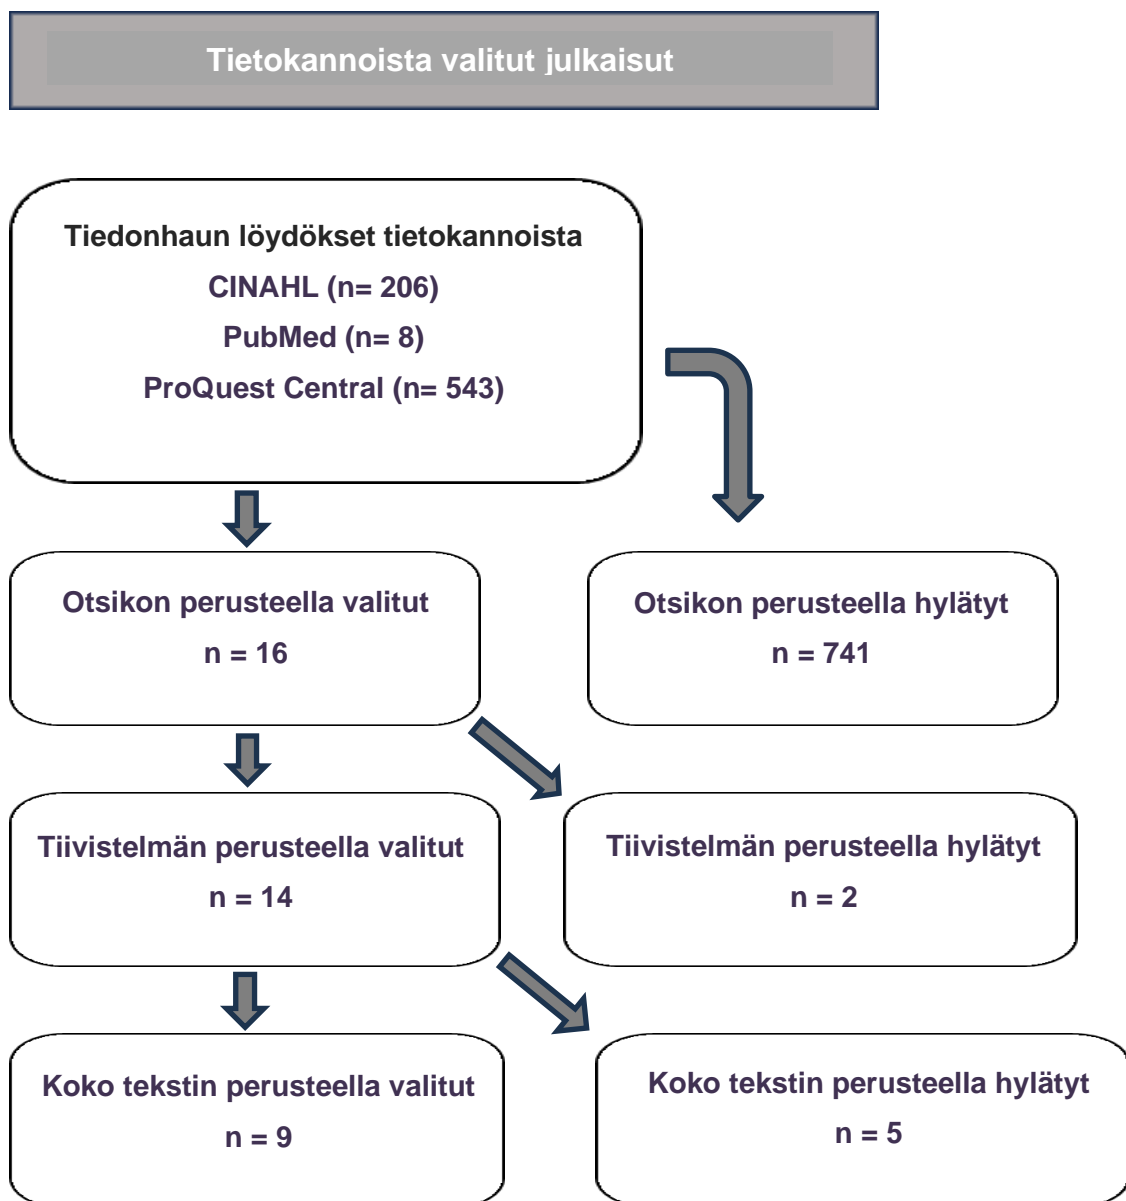 Tietokannoista valitut julkaisut
Tiedonhaun löydökset tietokannoista
CINAHL (n= 206)
PubMed (n= 8)
ProQuest Central (n= 543)
Otsikon perusteella valitut
n = 16
Otsikon perusteella hylätyt
n = 741
Tiivistelmän perusteella valitut
n = 14
Tiivistelmän perusteella hylätyt
n = 2
Koko tekstin perusteella valitut
n = 9
Koko tekstin perusteella hylätyt
n = 5